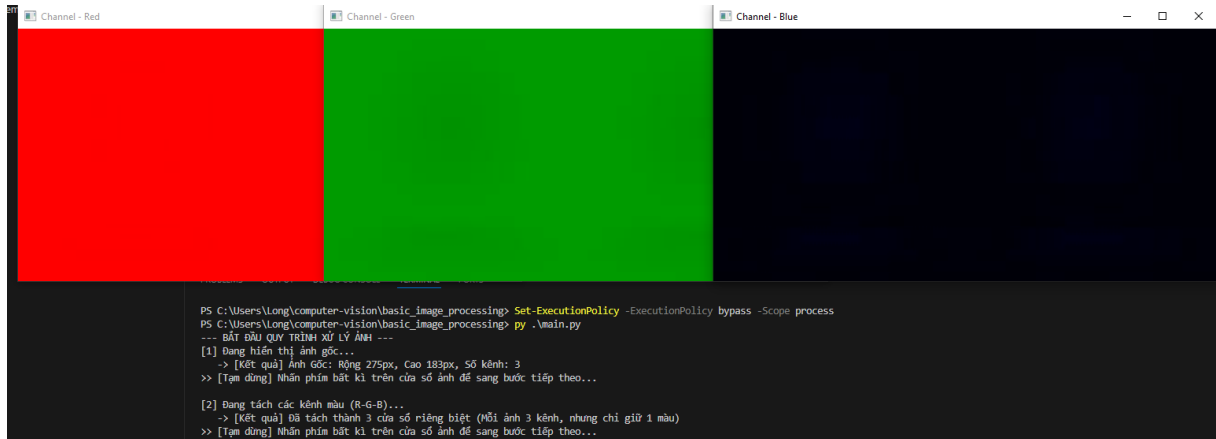 Channel - Red
Channel - Green
Channel - Blue
PS C:\Users\Long\computer-vision\basic_image_processing> Set-ExecutionPolicy -ExecutionPolicy bypass -Scope process
PS C:\Users\Long\computer-vision\basic_image_processing> py .\main.py
--- BẮT ĐẦU QUY TRÌNH XỬ LÝ ẢNH ---
[1] Đang hiển thị ảnh gốc...
-> [Kết quả] Ảnh Gốc: Rộng 275px, Cao 183px, Số kênh: 3
>> [Tạm dừng] Nhấn phím bất kì trên cửa sổ ảnh để sang bước tiếp theo...
[2] Đang tách các kênh màu (R-G-B)...
-> [Kết quả] Đã tách thành 3 cửa sổ riêng biệt (Mỗi ảnh 3 kênh, nhưng chỉ giữ 1 màu)
>> [Tạm dừng] Nhấn phím bất kì trên cửa sổ ảnh để sang bước tiếp theo...